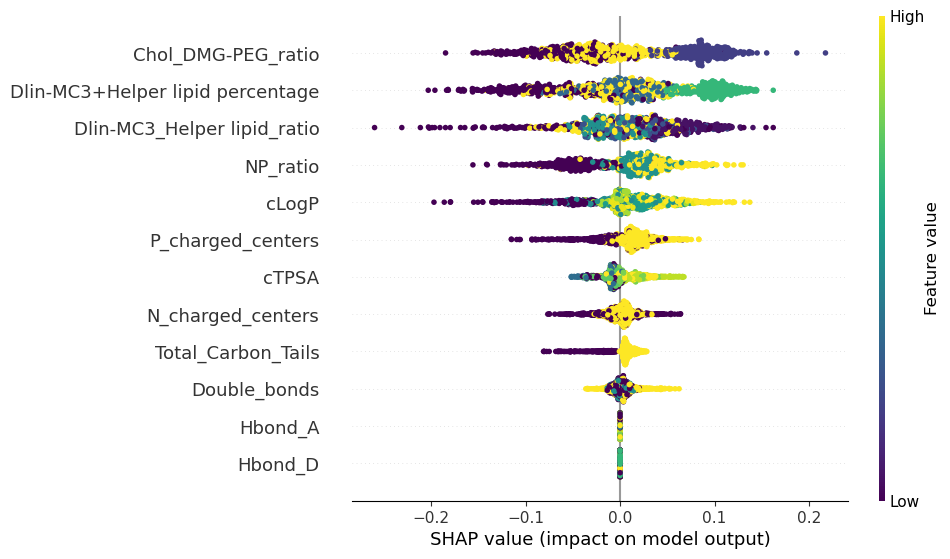 High
Chol_DMG-PEG_ratio
Dlin-MC3+Helper lipid percentage
Dlin-MC3_Helper lipid_ratio
NP_ratio
cLogP
P_charged_centers
cTPSA
N_charged_centers
Total_Carbon_Tails
Double_bonds
Hbond_A
Hbond_D
Feature value
Low
−0.2 −0.1 0.0 0.1 0.2
SHAP value (impact on model output)